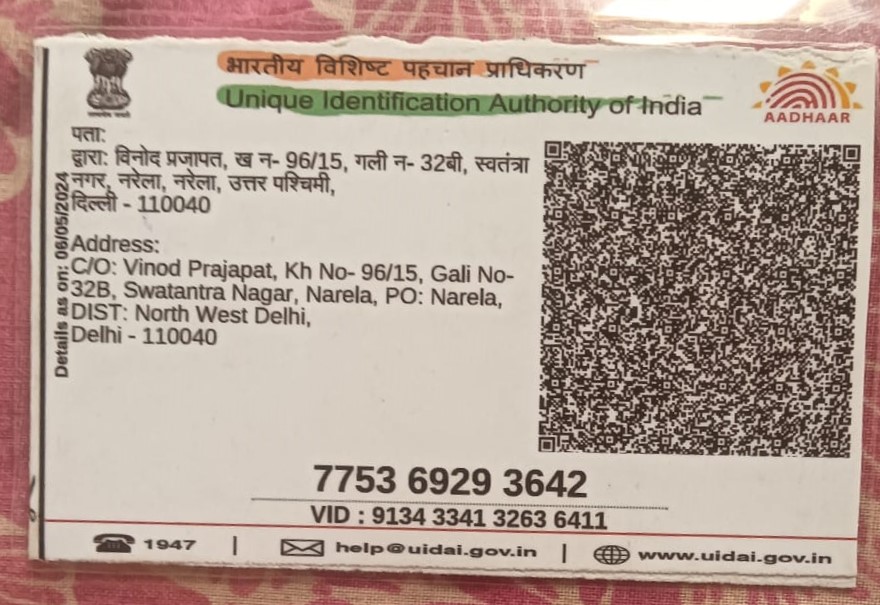 भारतीय विशिष्ट पहचान प्राधिकरण
Unique Identification Authority of India
AADHAAR
पता:
द्वारा: विनोद प्रजापत, ख न- 96/15, गली न- 32बी, स्वतंत्रा
नगर, नरेला, नरेला, उत्तर पश्चिमी,
दिल्ली - 110040
Address:
C/O: Vinod Prajapat, Kh No- 96/15, Gali No-
32B, Swatantra Nagar, Narela, PO: Narela,
DIST: North West Delhi,
Delhi - 110040
Details as on: 06/05/2024
7753 6929 3642
VID : 9134 3341 3263 6411
1947 | help@uidai.gov.in | www.uidai.gov.in